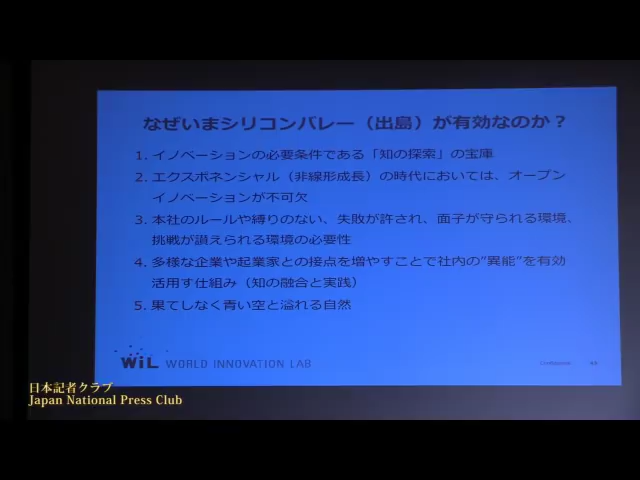 なぜいまシリコンバレー（出島）が有効なのか？
1. イノベーションの必要条件である「知の探索」の宝庫
2. エクスポネンシャル（非線形成長）の時代においては、オープン
イノベーションが不可欠
3. 本社のルールや縛りのない、失敗が許され、面子が守られる環境、
挑戦が讃えられる環境の必要性
4. 多様な企業や起業家との接点を増やすことで社内の“異能”を有効
活用す仕組み（知の融合と実践）
5. 果てしなく青い空と溢れる自然
WiL WORLD INNOVATION LAB
Confidential
日本記者クラブ
Japan National Press Club